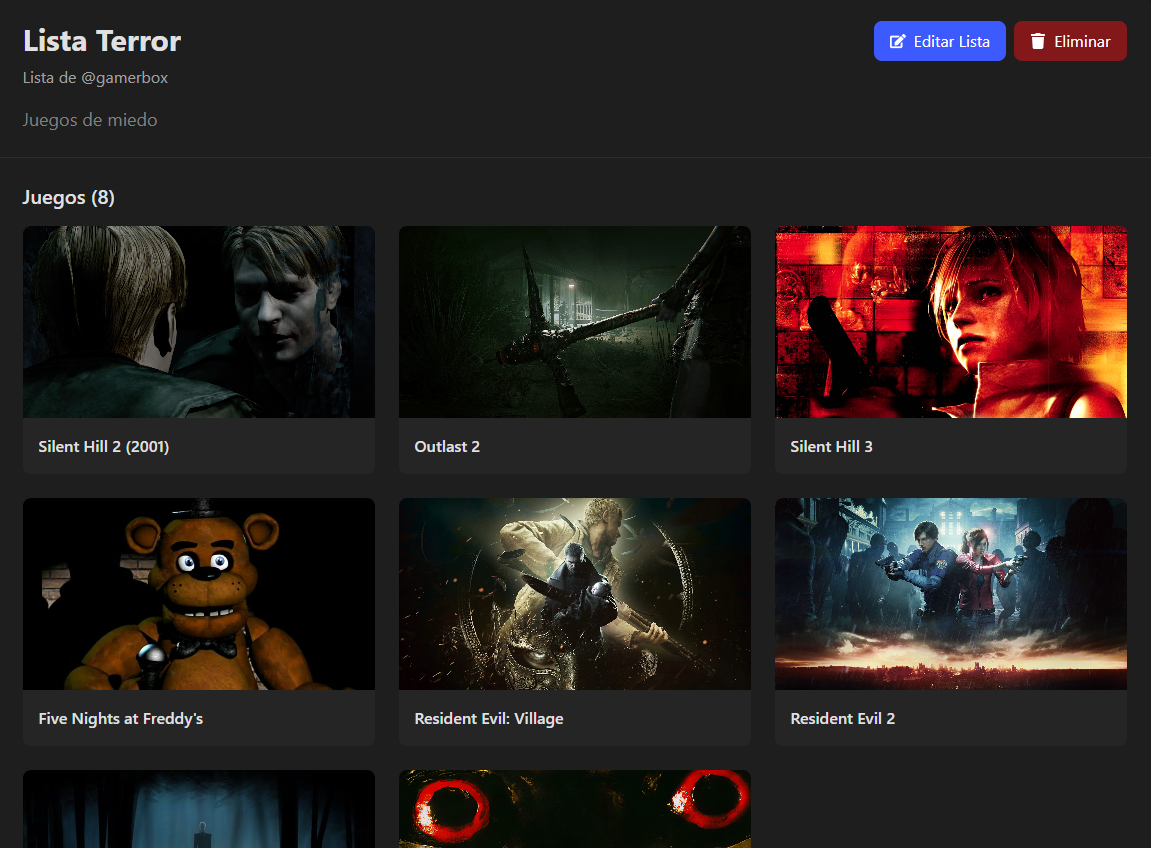 Lista Terror
Editar Lista
Eliminar
Lista de @gamerbox
Juegos de miedo
Juegos (8)
Silent Hill 2 (2001)
Outlast 2
Silent Hill 3
Five Nights at Freddy's
Resident Evil: Village
Resident Evil 2